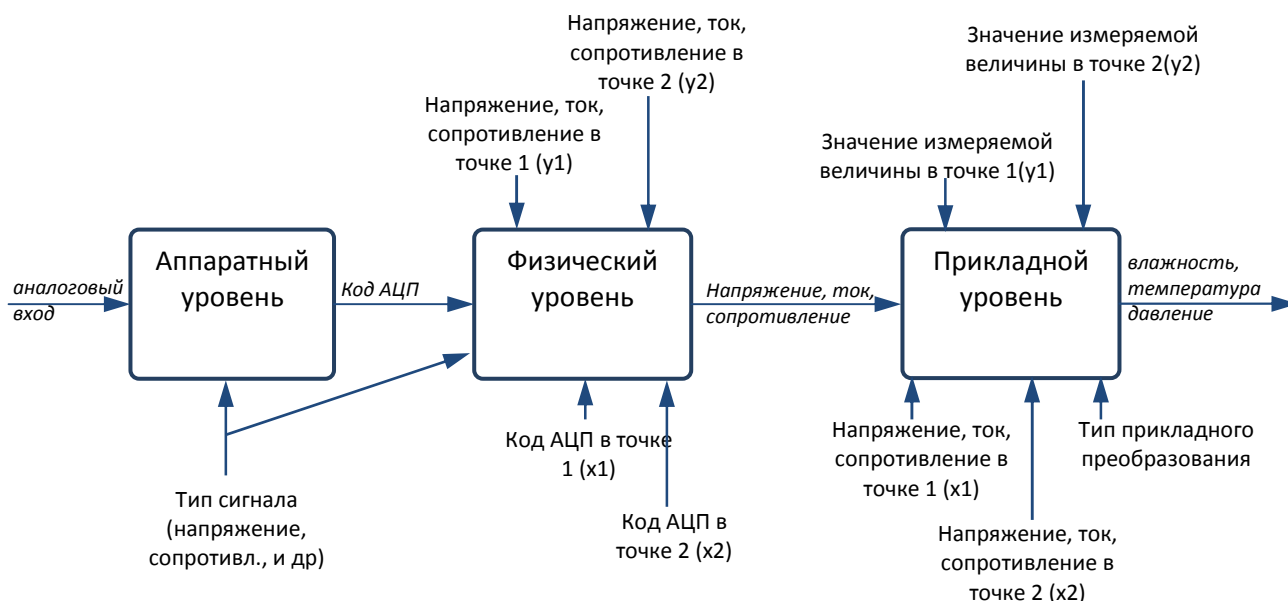 Напряжение, ток,
сопротивление в
точке 2 (y2)
Значение измеряемой
величины в точке 2(y2)
Напряжение, ток,
сопротивление в
точке 1 (y1)
Значение измеряемой
величины в точке 1(y1)
аналоговый
вход
Аппаратный
уровень
Код АЦП
Физический
уровень
Напряжение, ток,
сопротивление
Прикладной
уровень
влажность,
температура
давление
Тип сигнала
(напряжение,
сопротивл., и др)
Код АЦП в точке
1 (x1)
Код АЦП в
точке 2 (x2)
Напряжение, ток,
сопротивление в
точке 1 (x1)
Тип прикладного
преобразования
Напряжение, ток,
сопротивление в
точке 2 (x2)